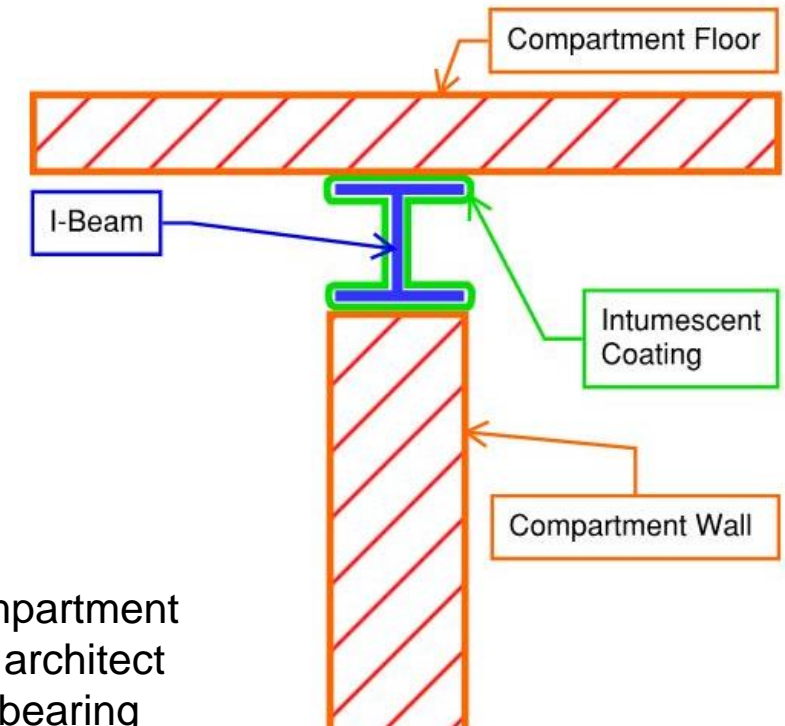 Compartment Floor
I-Beam
Intumescent
Coating
Compartment Wall
architect
bearing